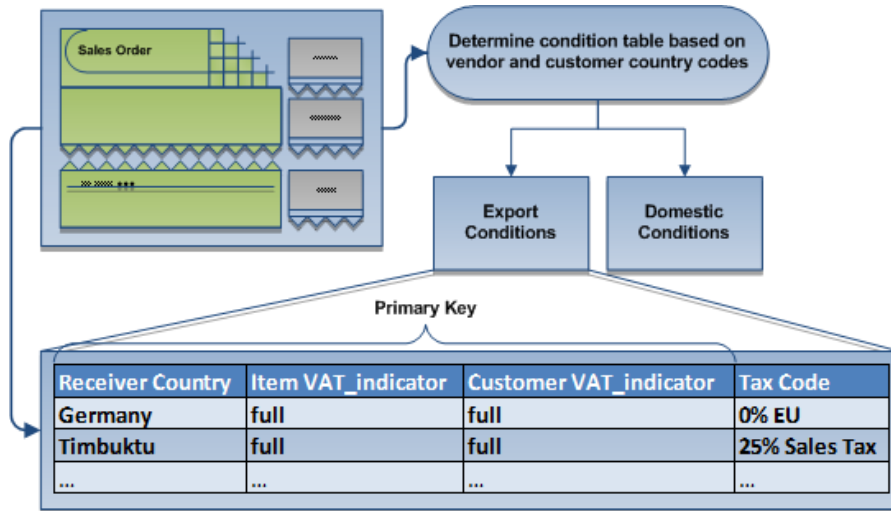 Sales Order
Determine condition table based on
vendor and customer country codes
Export
Conditions
Domestic
Conditions
Primary Key
Receiver Country Item VAT_indicator Customer VAT_indicator Tax Code
Germany full full 0% EU
Timbuktu full full 25% Sales Tax
... ... ... ...